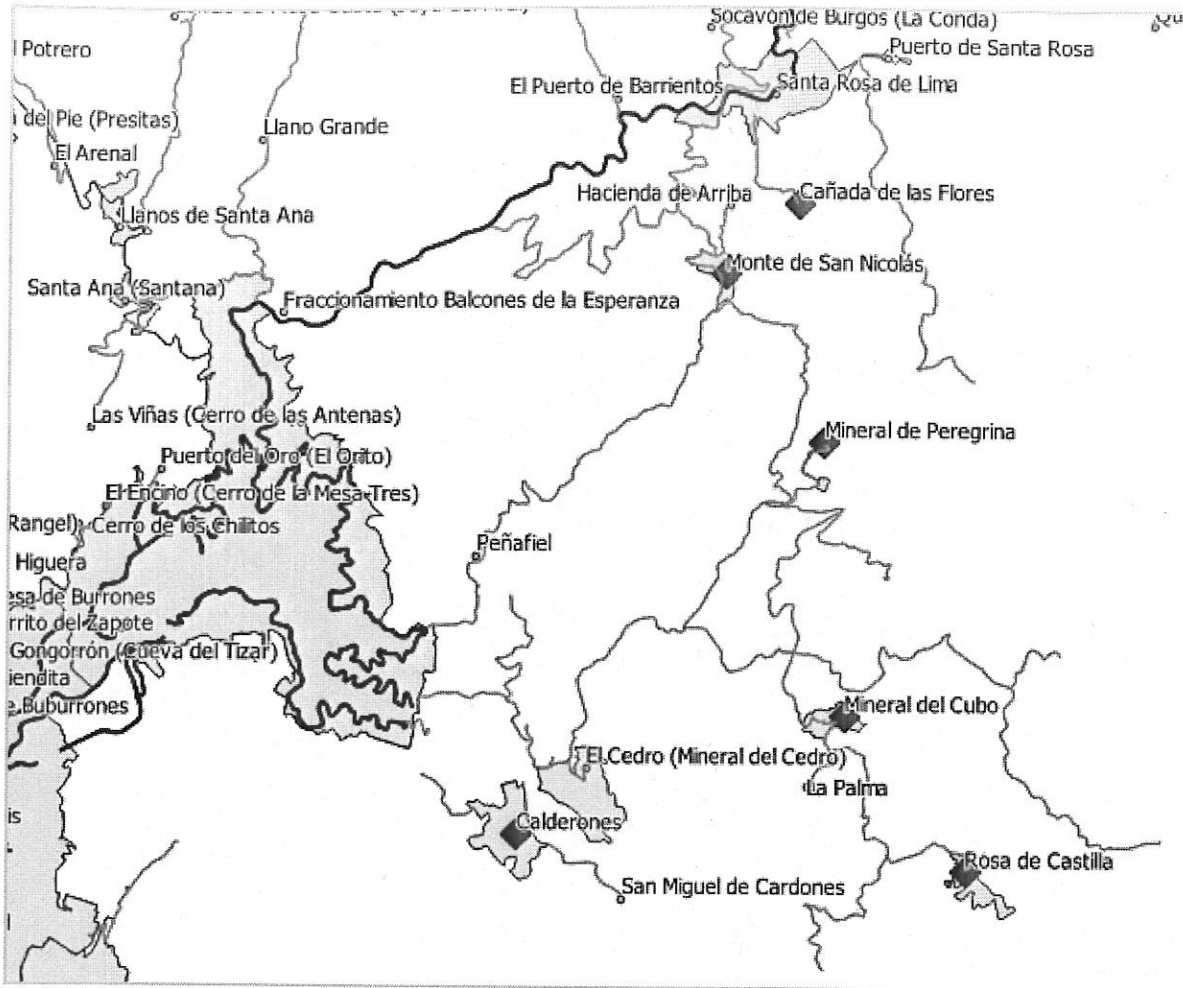 Socavón de Burgos (La Conda)
Potrero
Puerto de Santa Rosa
El Puerto de Barrientos
Santa Rosa de Lima
del Pie (Presitas)
Llano Grande
El Arenal
Hacienda de Arriba
Cañada de las Flores
Llanos de Santa Ana
Monte de San Nicolás
Santa Ana (Santana)
Fraccionamiento Balcones de la Esperanza
Las Viñas (Cerro de las Antenas)
Mineral de Peregrina
Puerto del Oro (El Orito)
El Encino (Cerro de la Mesa Tres)
Rangel)
Cerro de los Chilitos
Peñafiel
Higuera
esa de Burrones
rrito del Zapote
Gongorrón (Cueva del Tizar)
iendita
e Buburrones
Mineral del Cubo
El Cedro (Mineral del Cedro)
La Palma
is
Calderones
Rosa de Castilla
San Miguel de Cardones